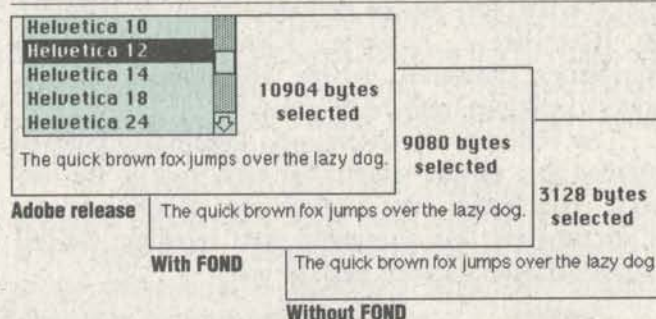 Helvetica 10
Helvetica 12
Helvetica 14
Helvetica 18
Helvetica 24
10904 bytes
selected
The quick brown fox jumps over the lazy dog.
Adobe release
9080 bytes
selected
The quick brown fox jumps over the lazy dog.
With FOND
3128 bytes
selected
The quick brown fox jumps over the lazy dog
Without FOND